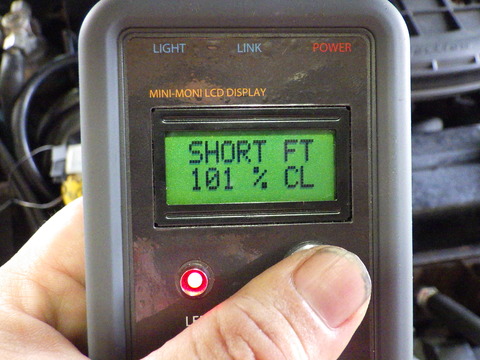 LIGHT LINK POWER
MINI-MONI LCD DISPLAY
SHORT FT
101 % CL